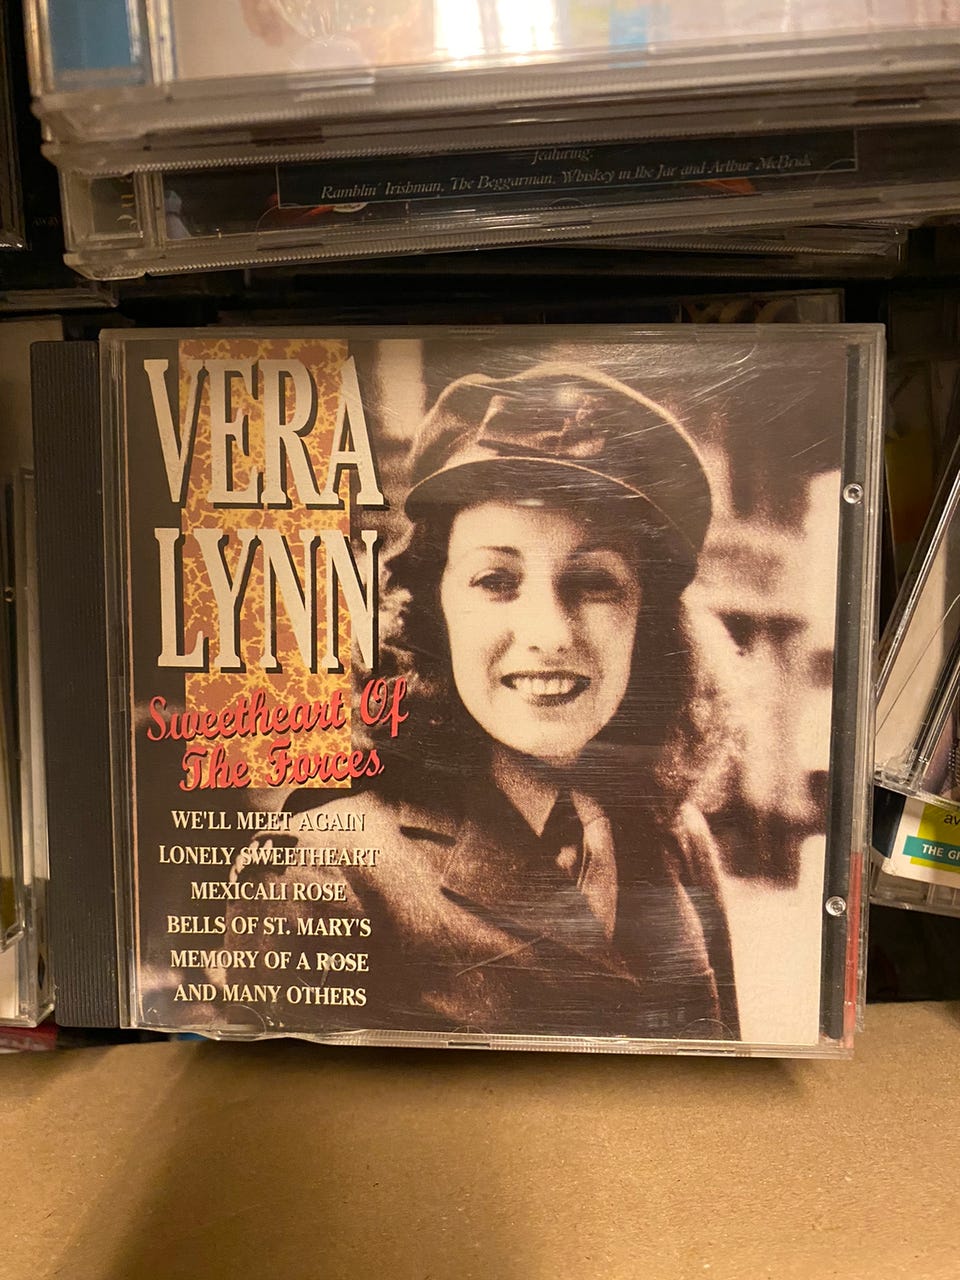 featuring:
Ramblin' Irishman, The Beggarman, Whiskey in the Jar and Arthur McBride
VERA
LYNN
Sweetheart Of
The Forces
WE'LL MEET AGAIN
LONELY SWEETHEART
MEXICALI ROSE
BELLS OF ST. MARY'S
MEMORY OF A ROSE
AND MANY OTHERS
av
THE G